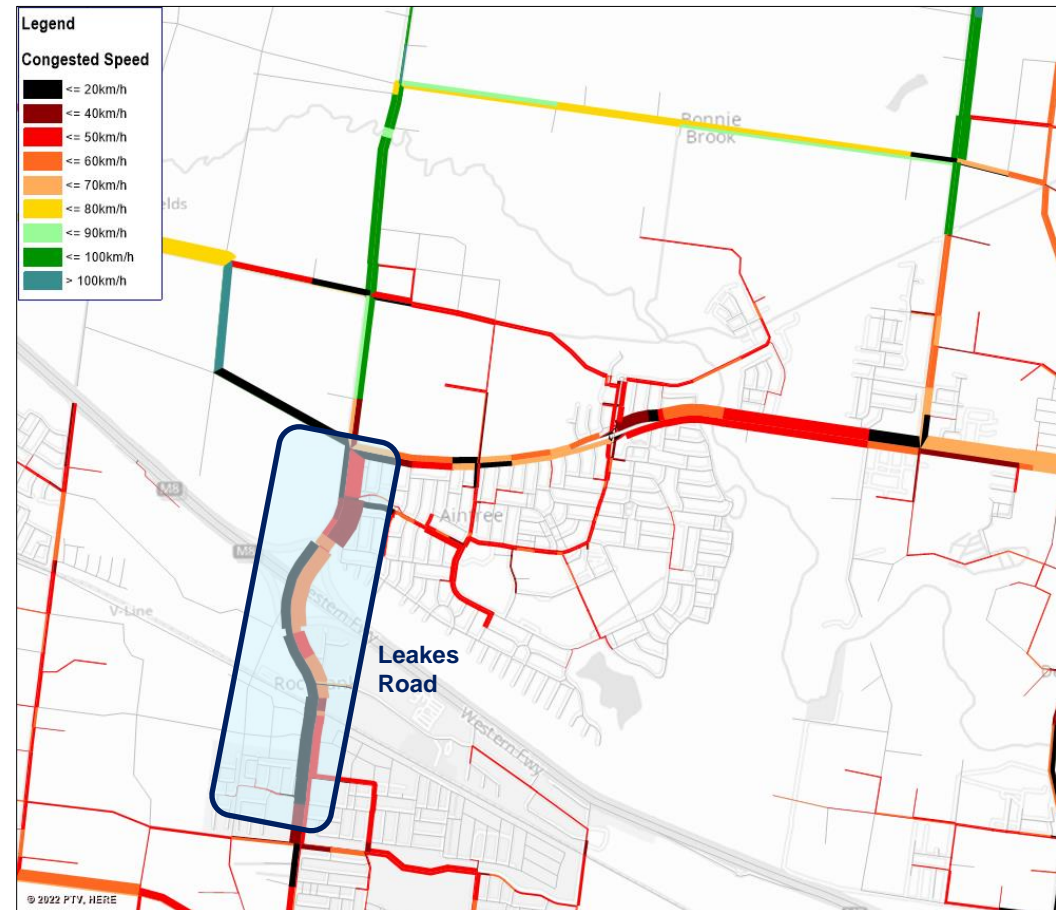 Legend
Congested Speed
<= 20km/h
<= 40km/h
<= 50km/h
<= 60km/h
<= 70km/h
<= 80km/h
<= 90km/h
<= 100km/h
> 100km/h
Bonnie
Brook
elds
M8
Aintree
M8
V-Line
Western Fwy
Leakes
Road
Western Fwy
© 2022 PTV, HERE